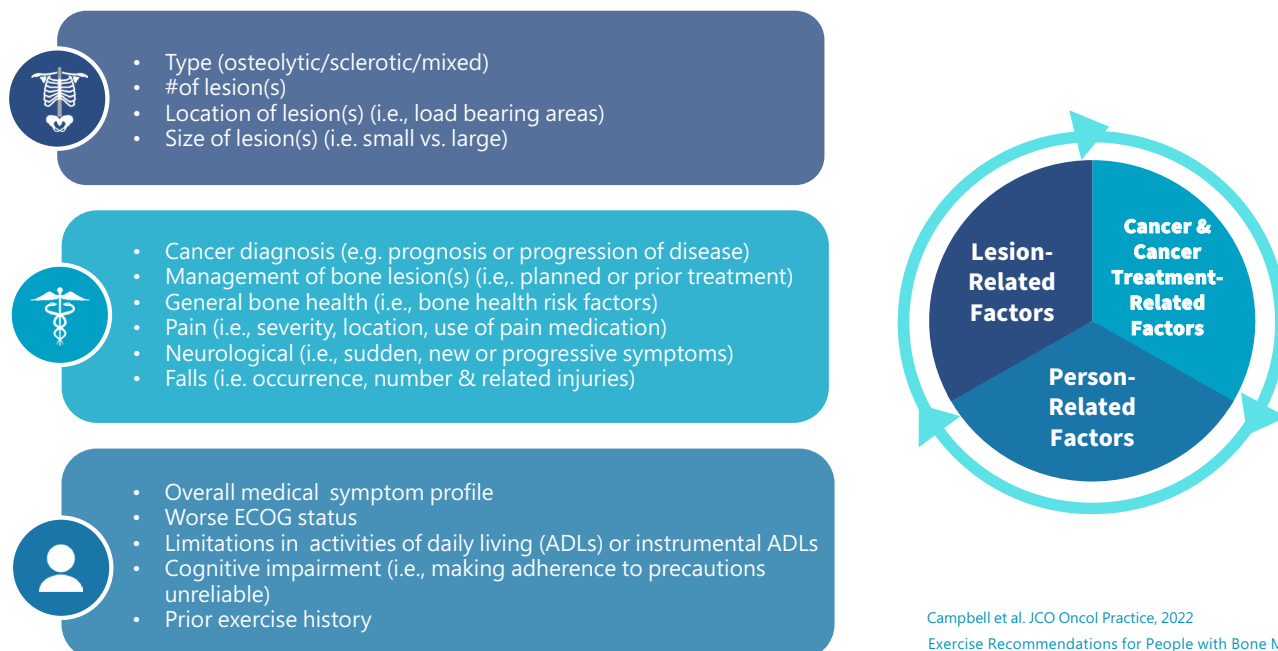 • Type (osteolytic/sclerotic/mixed)
• #of lesion(s)
• Location of lesion(s) (i.e., load bearing areas)
• Size of lesion(s) (i.e. small vs. large)
• Cancer diagnosis (e.g. prognosis or progression of disease)
• Management of bone lesion(s) (i.e,. planned or prior treatment)
• General bone health (i.e., bone health risk factors)
• Pain (i.e., severity, location, use of pain medication)
• Neurological (i.e., sudden, new or progressive symptoms)
• Falls (i.e. occurrence, number & related injuries)
• Overall medical symptom profile
• Worse ECOG status
• Limitations in activities of daily living (ADLs) or instrumental ADLs
• Cognitive impairment (i.e., making adherence to precautions
unreliable)
• Prior exercise history
Lesion-
Related
Factors
Cancer &
Cancer
Treatment-
Related
Factors
Person-
Related
Factors
Campbell et al. JCO Oncol Practice, 2022
Exercise Recommendations for People with Bone M